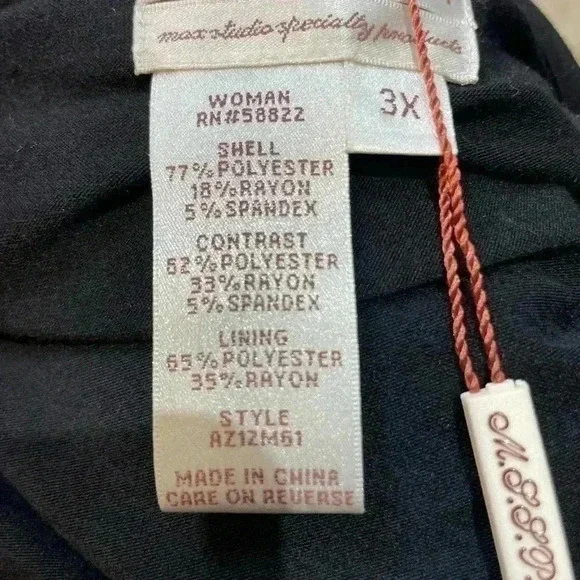 max studio specialty products
3X
WOMAN
RN#58822
SHELL
77% POLYESTER
18% RAYON
5% SPANDEX
CONTRAST
62% POLYESTER
33% RAYON
5% SPANDEX
LINING
65% POLYESTER
35% RAYON
STYLE
AZ12M61
MADE IN CHINA
CARE ON REVERSE
M.S.S.P